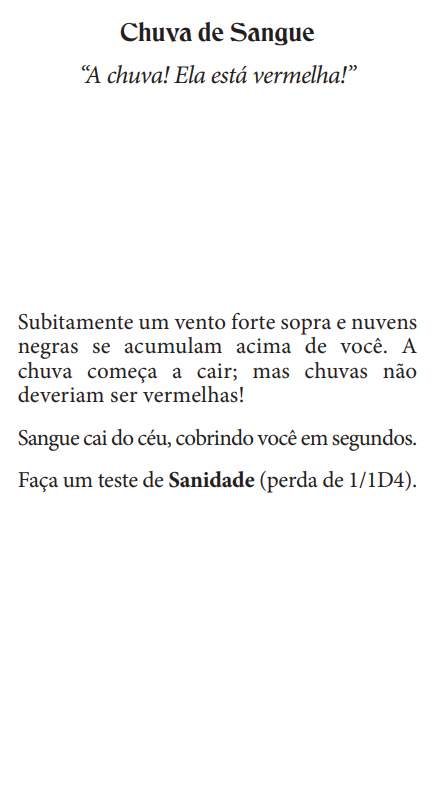 Chuva de Sangue
“A chuva! Ela está vermelha!”
Subitamente um vento forte sopra e nuvens
negras se acumulam acima de você. A
chuva começa a cair; mas chuvas não
deveriam ser vermelhas!
Sangue cai do céu, cobrindo você em segundos.
Faça um teste de Sanidade (perda de 1/1D4).